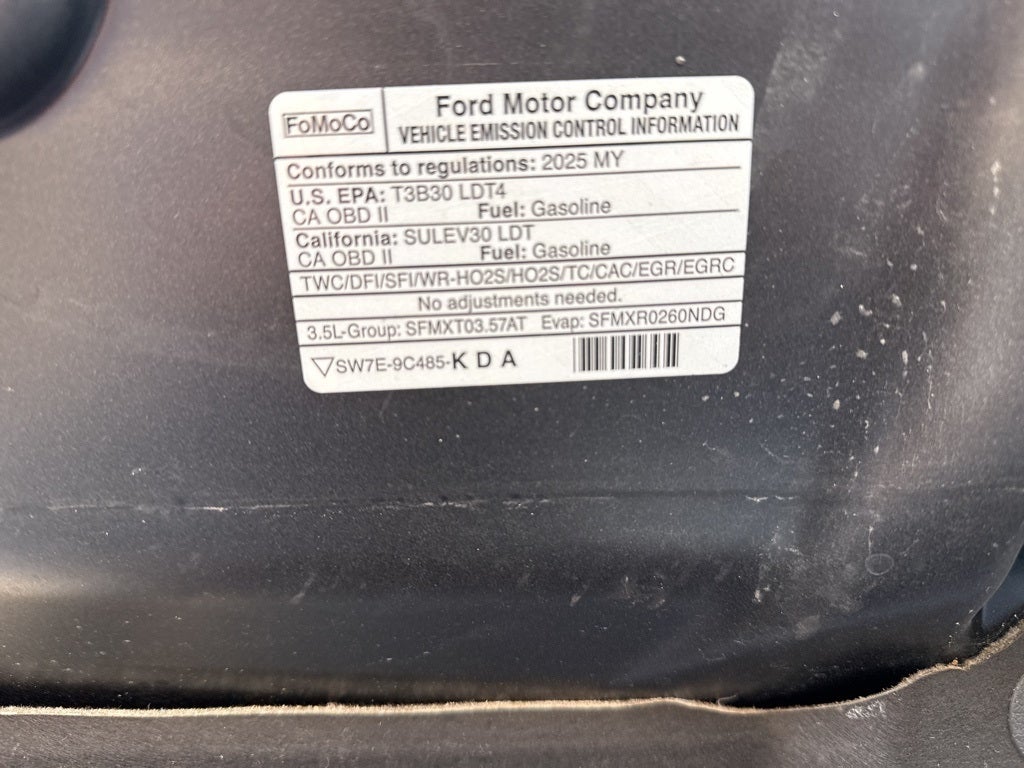 FoMoCo
Ford Motor Company
VEHICLE EMISSION CONTROL INFORMATION
Conforms to regulations: 2025 MY
U.S. EPA: T3B30 LDT4
CA OBD II Fuel: Gasoline
California: SULEV30 LDT
CA OBD II Fuel: Gasoline
TWC/DFI/SFI/WR-HO2S/HO2S/TC/CAC/EGR/EGRC
No adjustments needed.
3.5L-Group: SFMXT03.57AT Evap: SFMXR0260NDG
▽SW7E-9C485-K D A